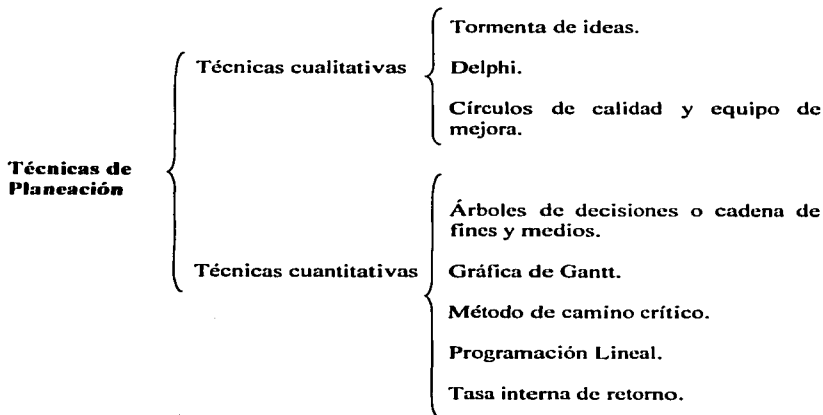 Técnicas de
Planeación
Técnicas cualitativas
Tormenta de ideas.
Delphi.
Círculos de calidad y equipo de
mejora.
Técnicas cuantitativas
Árboles de decisiones o cadena de
fines y medios.
Gráfica de Gantt.
Método de camino crítico.
Programación Lineal.
Tasa interna de retorno.